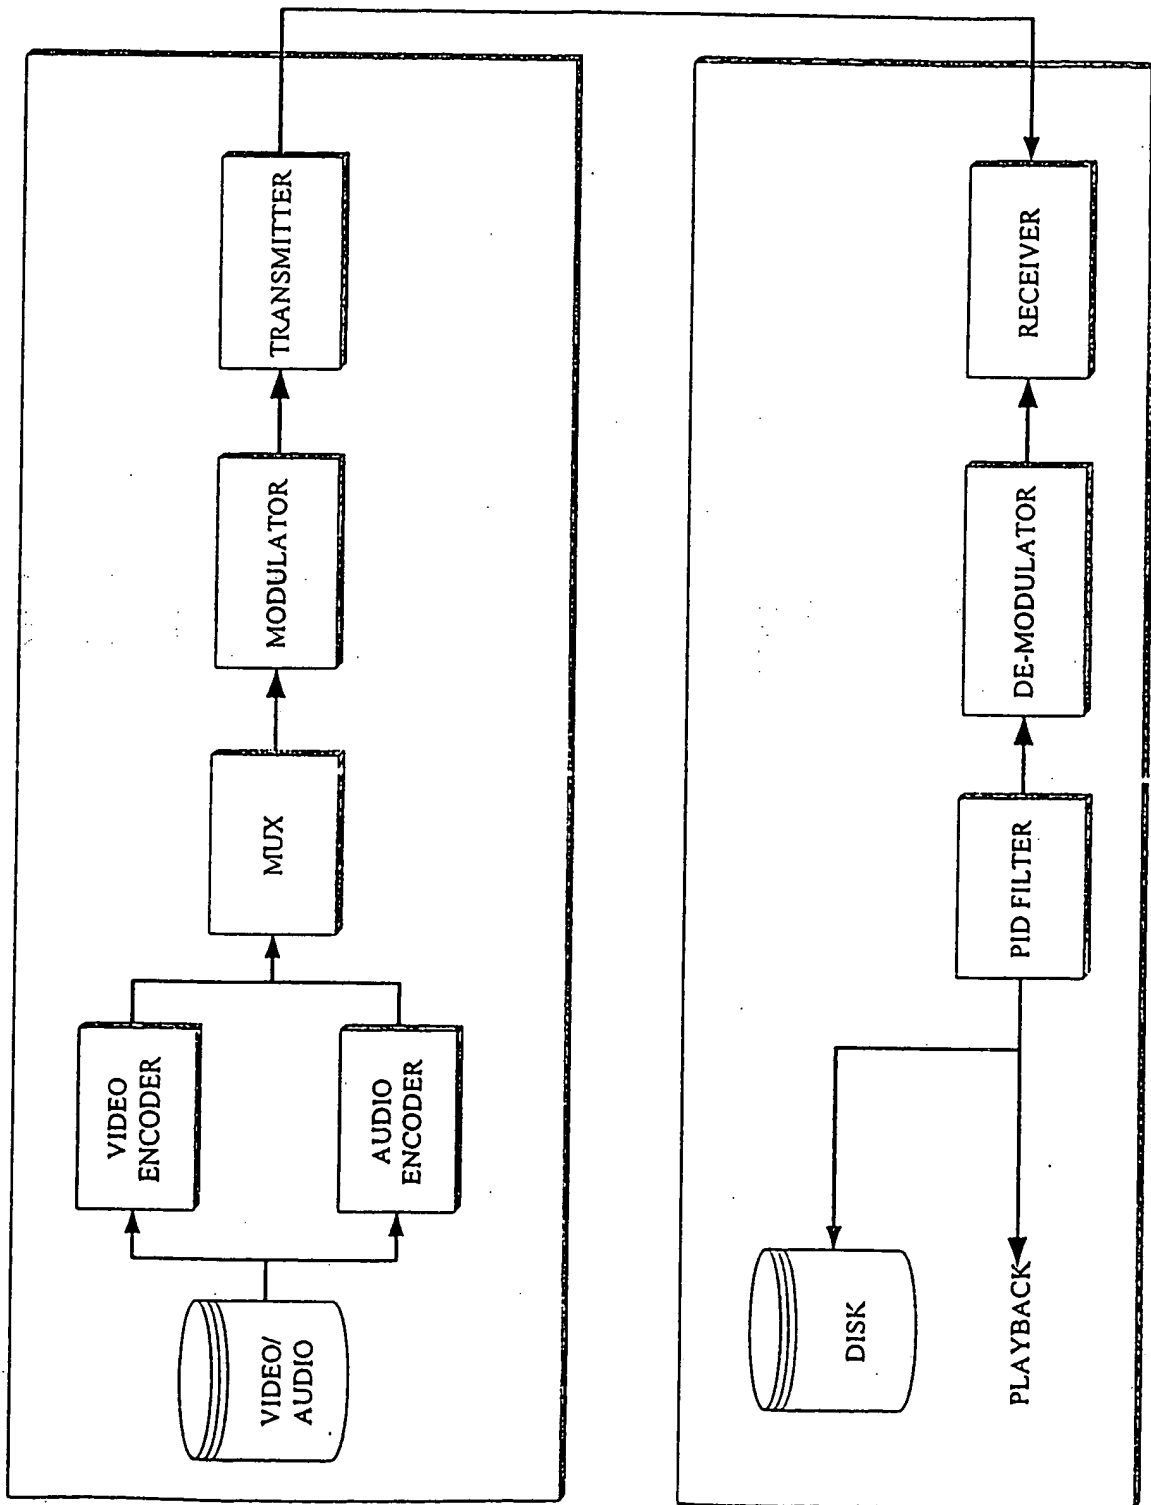 VIDEO/
AUDIO
VIDEO
ENCODER
AUDIO
ENCODER
MUX
MODULATOR
TRANSMITTER
DISK
PLAYBACK
PID FILTER
DE-MODULATOR
RECEIVER